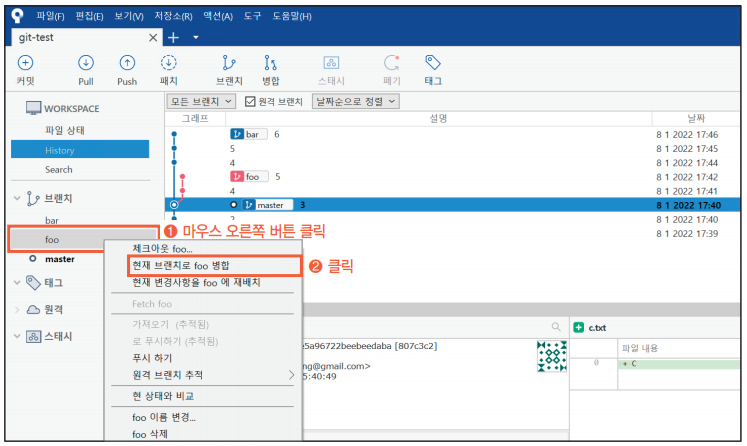 파일(F) 편집(E) 보기(V) 저장소(R) 액션(A) 도구 도움말(H)
git-test
커밋 Pull Push 패치 브랜치 병합 스태시 폐기 태그
WORKSPACE
파일 상태
History
Search
브랜치
bar
foo
master
태그
원격
스태시
모든 브랜치 원격 브랜치 날짜순으로 정렬
그래프 설명 날짜
bar 6 8 1 2022 17:46
5 8 1 2022 17:45
4 8 1 2022 17:44
foo 5 8 1 2022 17:42
4 8 1 2022 17:41
master 3 8 1 2022 17:40
2 8 1 2022 17:40
8 1 2022 17:39
❶ 마우스 오른쪽 버튼 클릭
체크아웃 foo...
현재 브랜치로 foo 병합
❷ 클릭
현재 변경사항을 foo 에 재배치
Fetch foo
가져오기 (추적됨)
로 푸시하기 (추적됨)
푸시 하기
원격 브랜치 추적
현 상태와 비교
foo 이름 변경...
foo 삭제
5a96722beebeedaba [807c3c2]
ng@gmail.com>
5:40:49
c.txt
파일 내용
0 + C